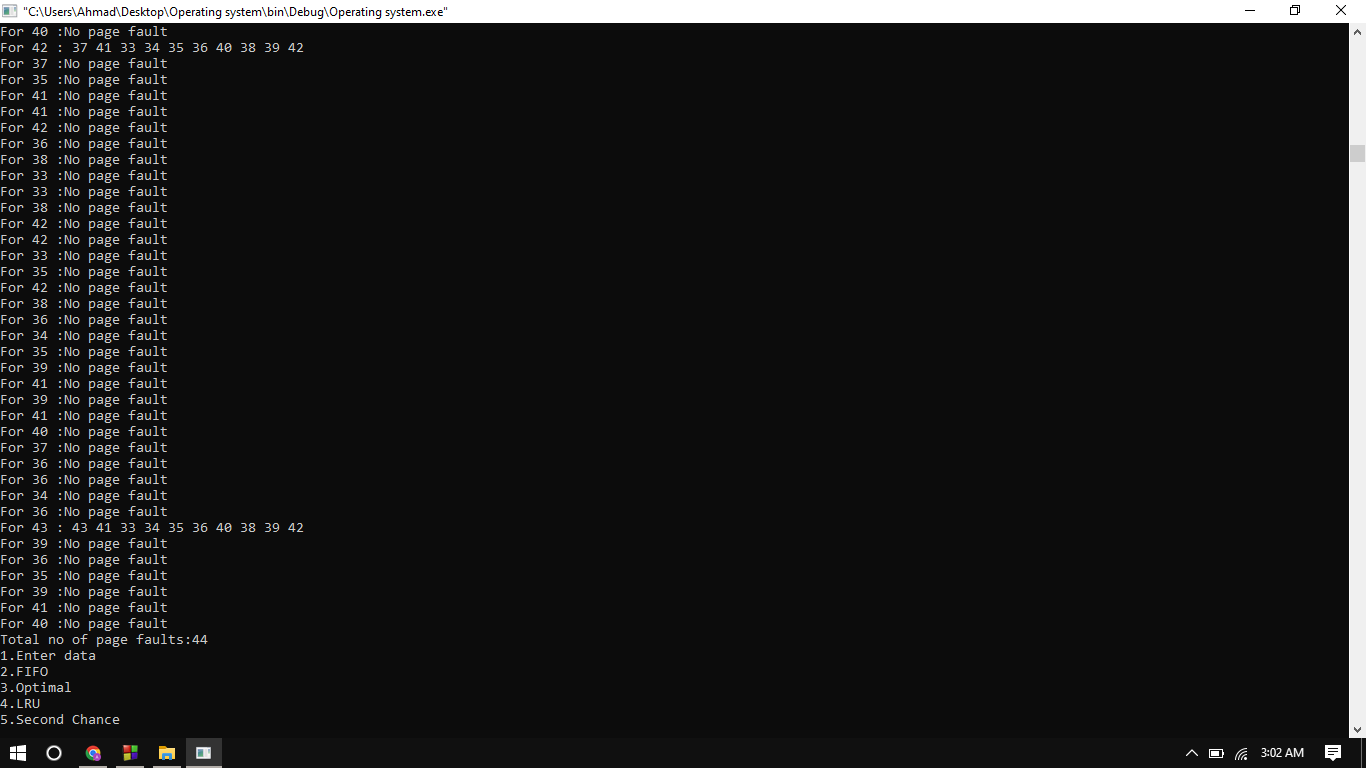 "C:\Users\Ahmad\Desktop\Operating system\bin\Debug\Operating system.exe"
For 40 :No page fault
For 42 : 37 41 33 34 35 36 40 38 39 42
For 37 :No page fault
For 35 :No page fault
For 41 :No page fault
For 41 :No page fault
For 42 :No page fault
For 36 :No page fault
For 38 :No page fault
For 33 :No page fault
For 33 :No page fault
For 38 :No page fault
For 42 :No page fault
For 42 :No page fault
For 33 :No page fault
For 35 :No page fault
For 42 :No page fault
For 38 :No page fault
For 36 :No page fault
For 34 :No page fault
For 35 :No page fault
For 39 :No page fault
For 41 :No page fault
For 39 :No page fault
For 41 :No page fault
For 40 :No page fault
For 37 :No page fault
For 36 :No page fault
For 36 :No page fault
For 34 :No page fault
For 36 :No page fault
For 43 : 43 41 33 34 35 36 40 38 39 42
For 39 :No page fault
For 36 :No page fault
For 35 :No page fault
For 39 :No page fault
For 41 :No page fault
For 40 :No page fault
Total no of page faults:44
1.Enter data
2.FIFO
3.Optimal
4.LRU
5.Second Chance
3:02 AM